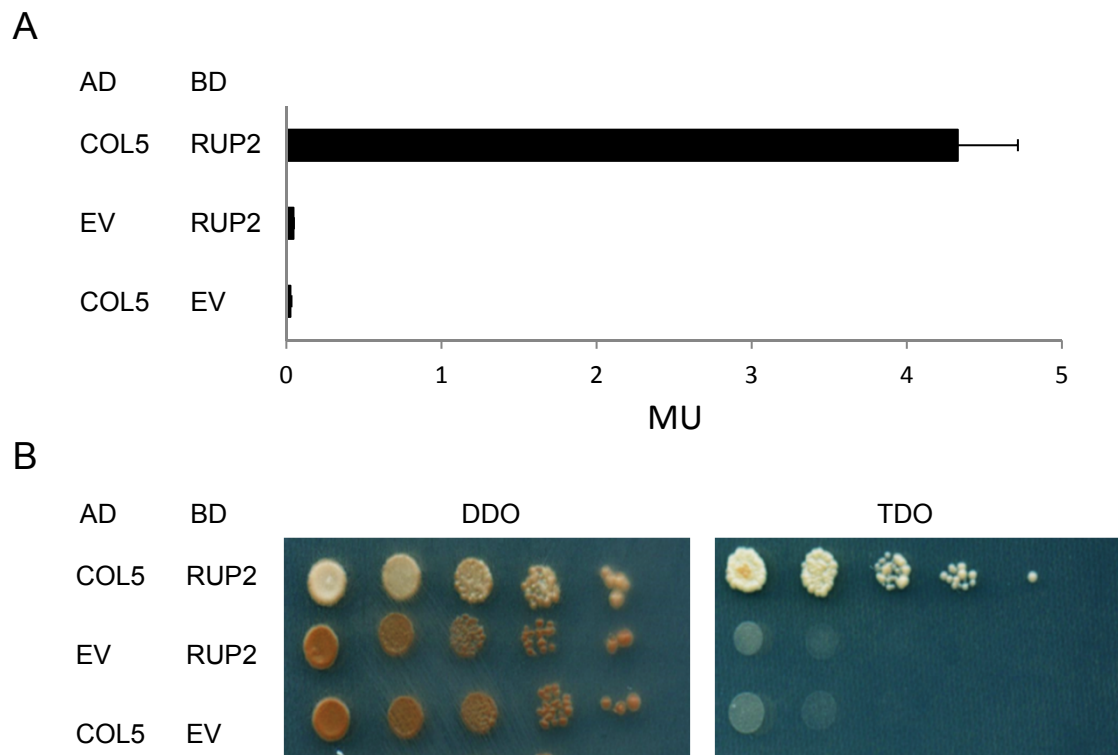 A
AD BD
COL5 RUP2
EV RUP2
COL5 EV
0 1 2 3 4 5
MU
B
AD BD DDO TDO
COL5 RUP2
EV RUP2
COL5 EV